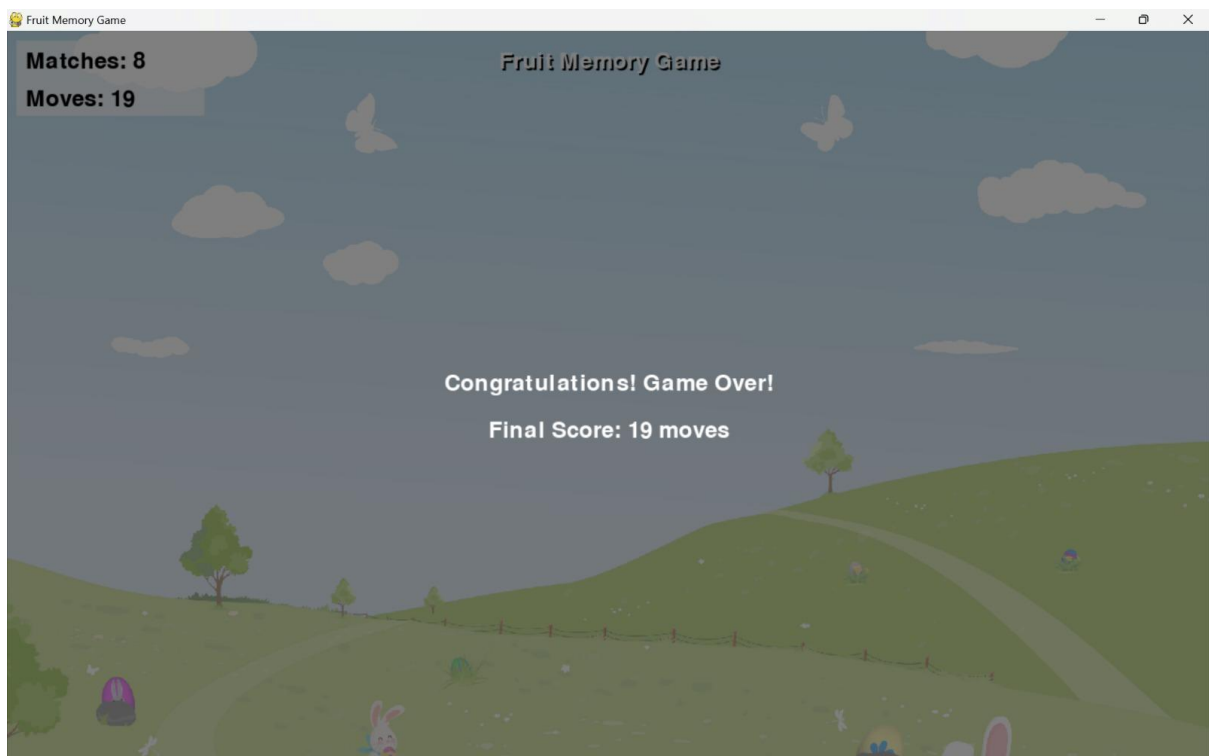 Fruit Memory Game
Matches: 8
Fruit Memory Game
Moves: 19
Congratulations! Game Over!
Final Score: 19 moves